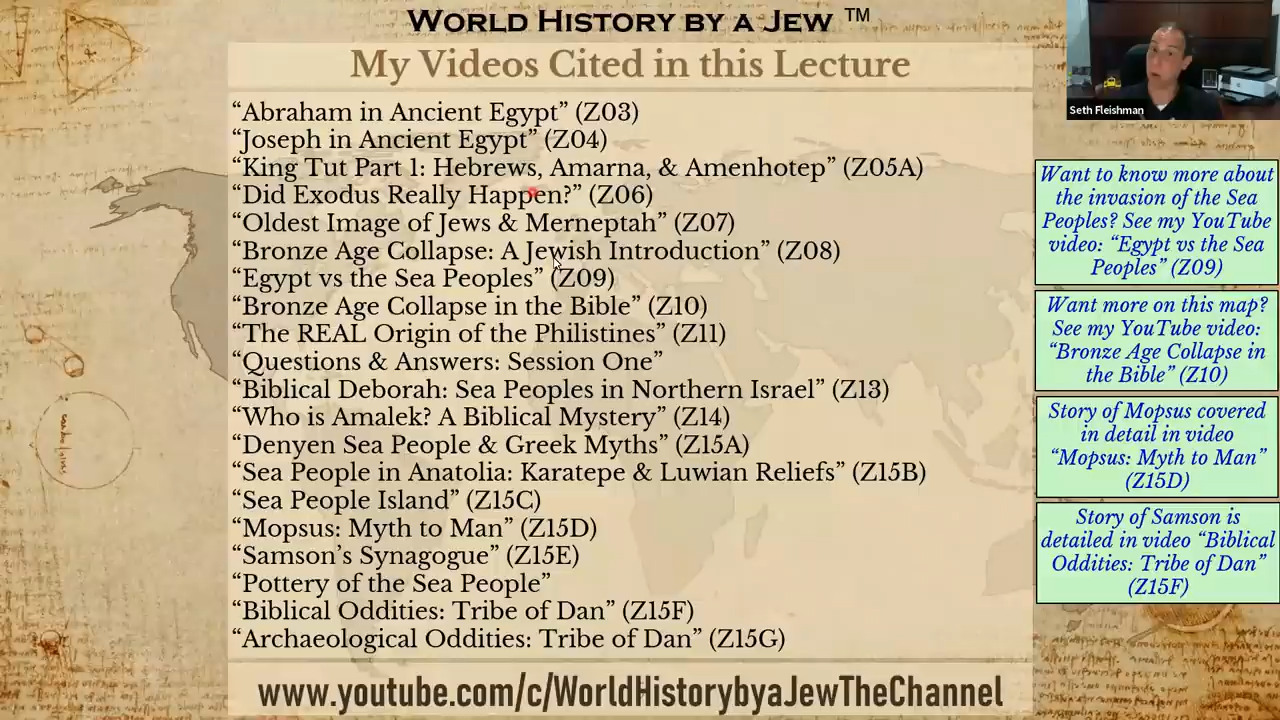 WORLD HISTORY BY A JEW ™
My Videos Cited in this Lecture
“Abraham in Ancient Egypt” (Z03)
“Joseph in Ancient Egypt” (Z04)
“King Tut Part 1: Hebrews, Amarna, & Amenhotep” (Z05A)
“Did Exodus Really Happen?” (Z06)
“Oldest Image of Jews & Merneptah” (Z07)
“Bronze Age Collapse: A Jewish Introduction” (Z08)
“Egypt vs the Sea Peoples” (Z09)
“Bronze Age Collapse in the Bible” (Z10)
“The REAL Origin of the Philistines” (Z11)
“Questions & Answers: Session One”
“Biblical Deborah: Sea Peoples in Northern Israel” (Z13)
“Who is Amalek? A Biblical Mystery” (Z14)
“Denyen Sea People & Greek Myths” (Z15A)
“Sea People in Anatolia: Karatepe & Luwian Reliefs” (Z15B)
“Sea People Island” (Z15C)
“Mopsus: Myth to Man” (Z15D)
“Samson’s Synagogue” (Z15E)
“Pottery of the Sea People”
“Biblical Oddities: Tribe of Dan” (Z15F)
“Archaeological Oddities: Tribe of Dan” (Z15G)
www.youtube.com/c/WorldHistorybyaJewTheChannel
Seth Fleishman
Want to know more about
the invasion of the Sea
Peoples? See my YouTube
video: “Egypt vs the Sea
Peoples” (Z09)
Want more on this map?
See my YouTube video:
“Bronze Age Collapse in
the Bible” (Z10)
Story of Mopsus covered
in detail in video
“Mopsus: Myth to Man”
(Z15D)
Story of Samson is
detailed in video “Biblical
Oddities: Tribe of Dan”
(Z15F)